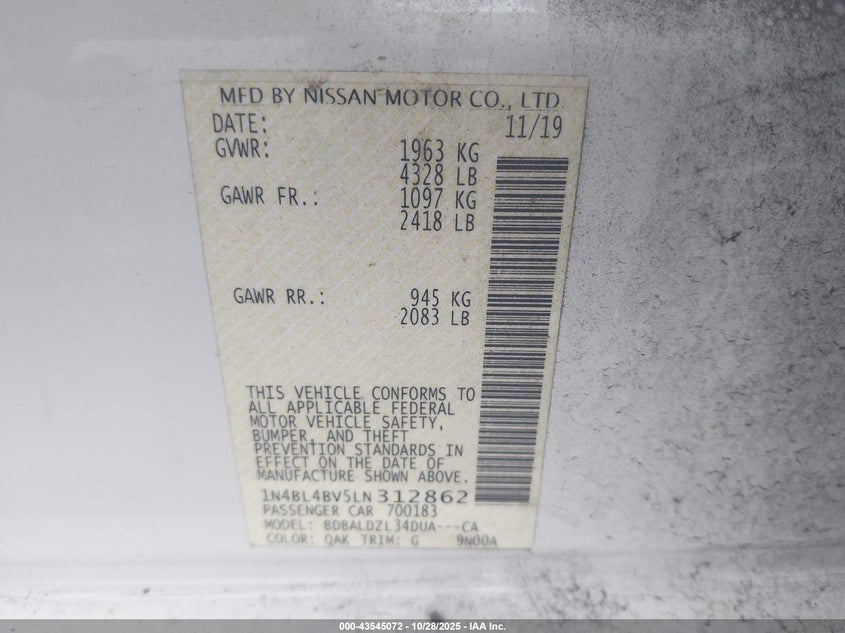 MFD BY NISSAN MOTOR CO., LTD.
DATE: 11/19
GVWR: 1963 KG
4328 LB
GAWR FR.: 1097 KG
2418 LB
GAWR RR.: 945 KG
2083 LB
THIS VEHICLE CONFORMS TO
ALL APPLICABLE FEDERAL
MOTOR VEHICLE SAFETY,
BUMPER, AND THEFT
PREVENTION STANDARDS IN
EFFECT ON THE DATE OF
MANUFACTURE SHOWN ABOVE.
1N4BL4BV5LN312862
PASSENGER CAR 700183
MODEL: BDBALDZL34DUA---CA
COLOR: QAK TRIM: G 9N00A
000-43545072 - 10/28/2025 - IAA Inc.